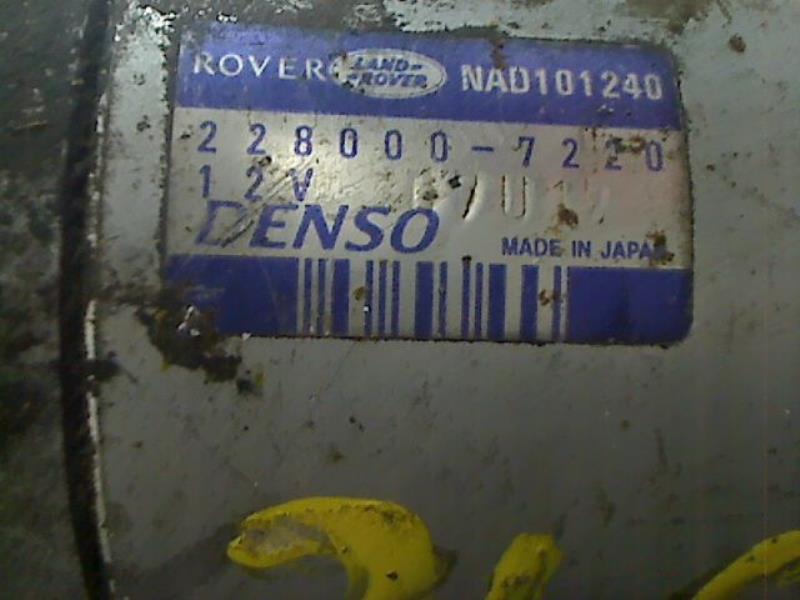 ROVER LAND-ROVER NAD101240
228000-7220
12V
DENSO
MADE IN JAPAN